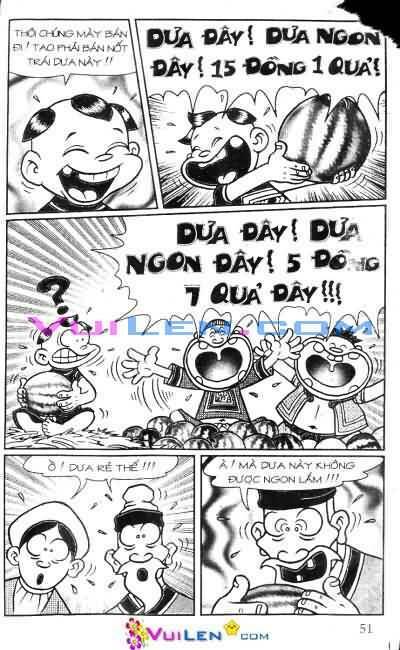 THÔI CHÚNG MÀY BÁN
ĐI! TAO PHẢI BÁN NỐT
TRÁI DƯA NÀY!!
DƯA ĐÂY! DƯA NGON
ĐÂY! 15 ĐỒNG 1 QUẢ!
DƯA ĐÂY! DƯA
NGON ĐÂY! 5 ĐỒNG
1 QUẢ ĐÂY!!!
?
VUILEN.COM
Ồ! DƯA RẺ THẾ!!!
À! MÀ DƯA NÀY KHÔNG
ĐƯỢC NGON LẮM!!!
51
VUILEN.COM